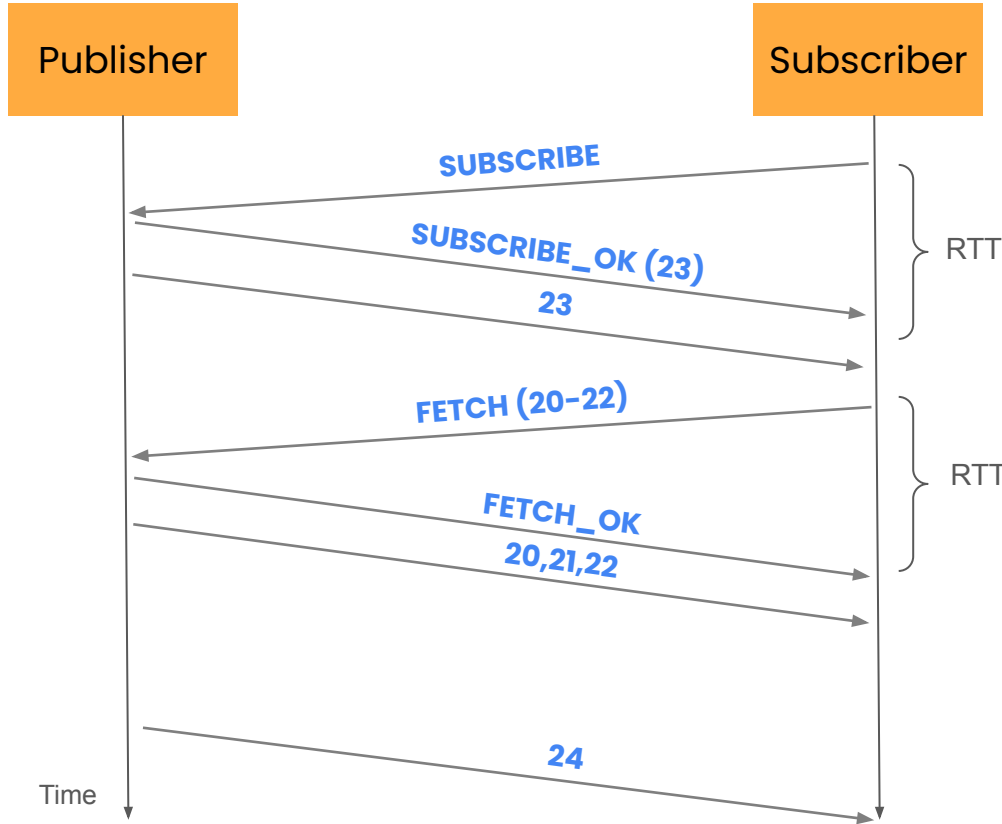 Publisher
Subscriber
SUBSCRIBE
SUBSCRIBE_OK (23)
RTT
23
FETCH (20-22)
RTT
FETCH_OK
20,21,22
24
Time